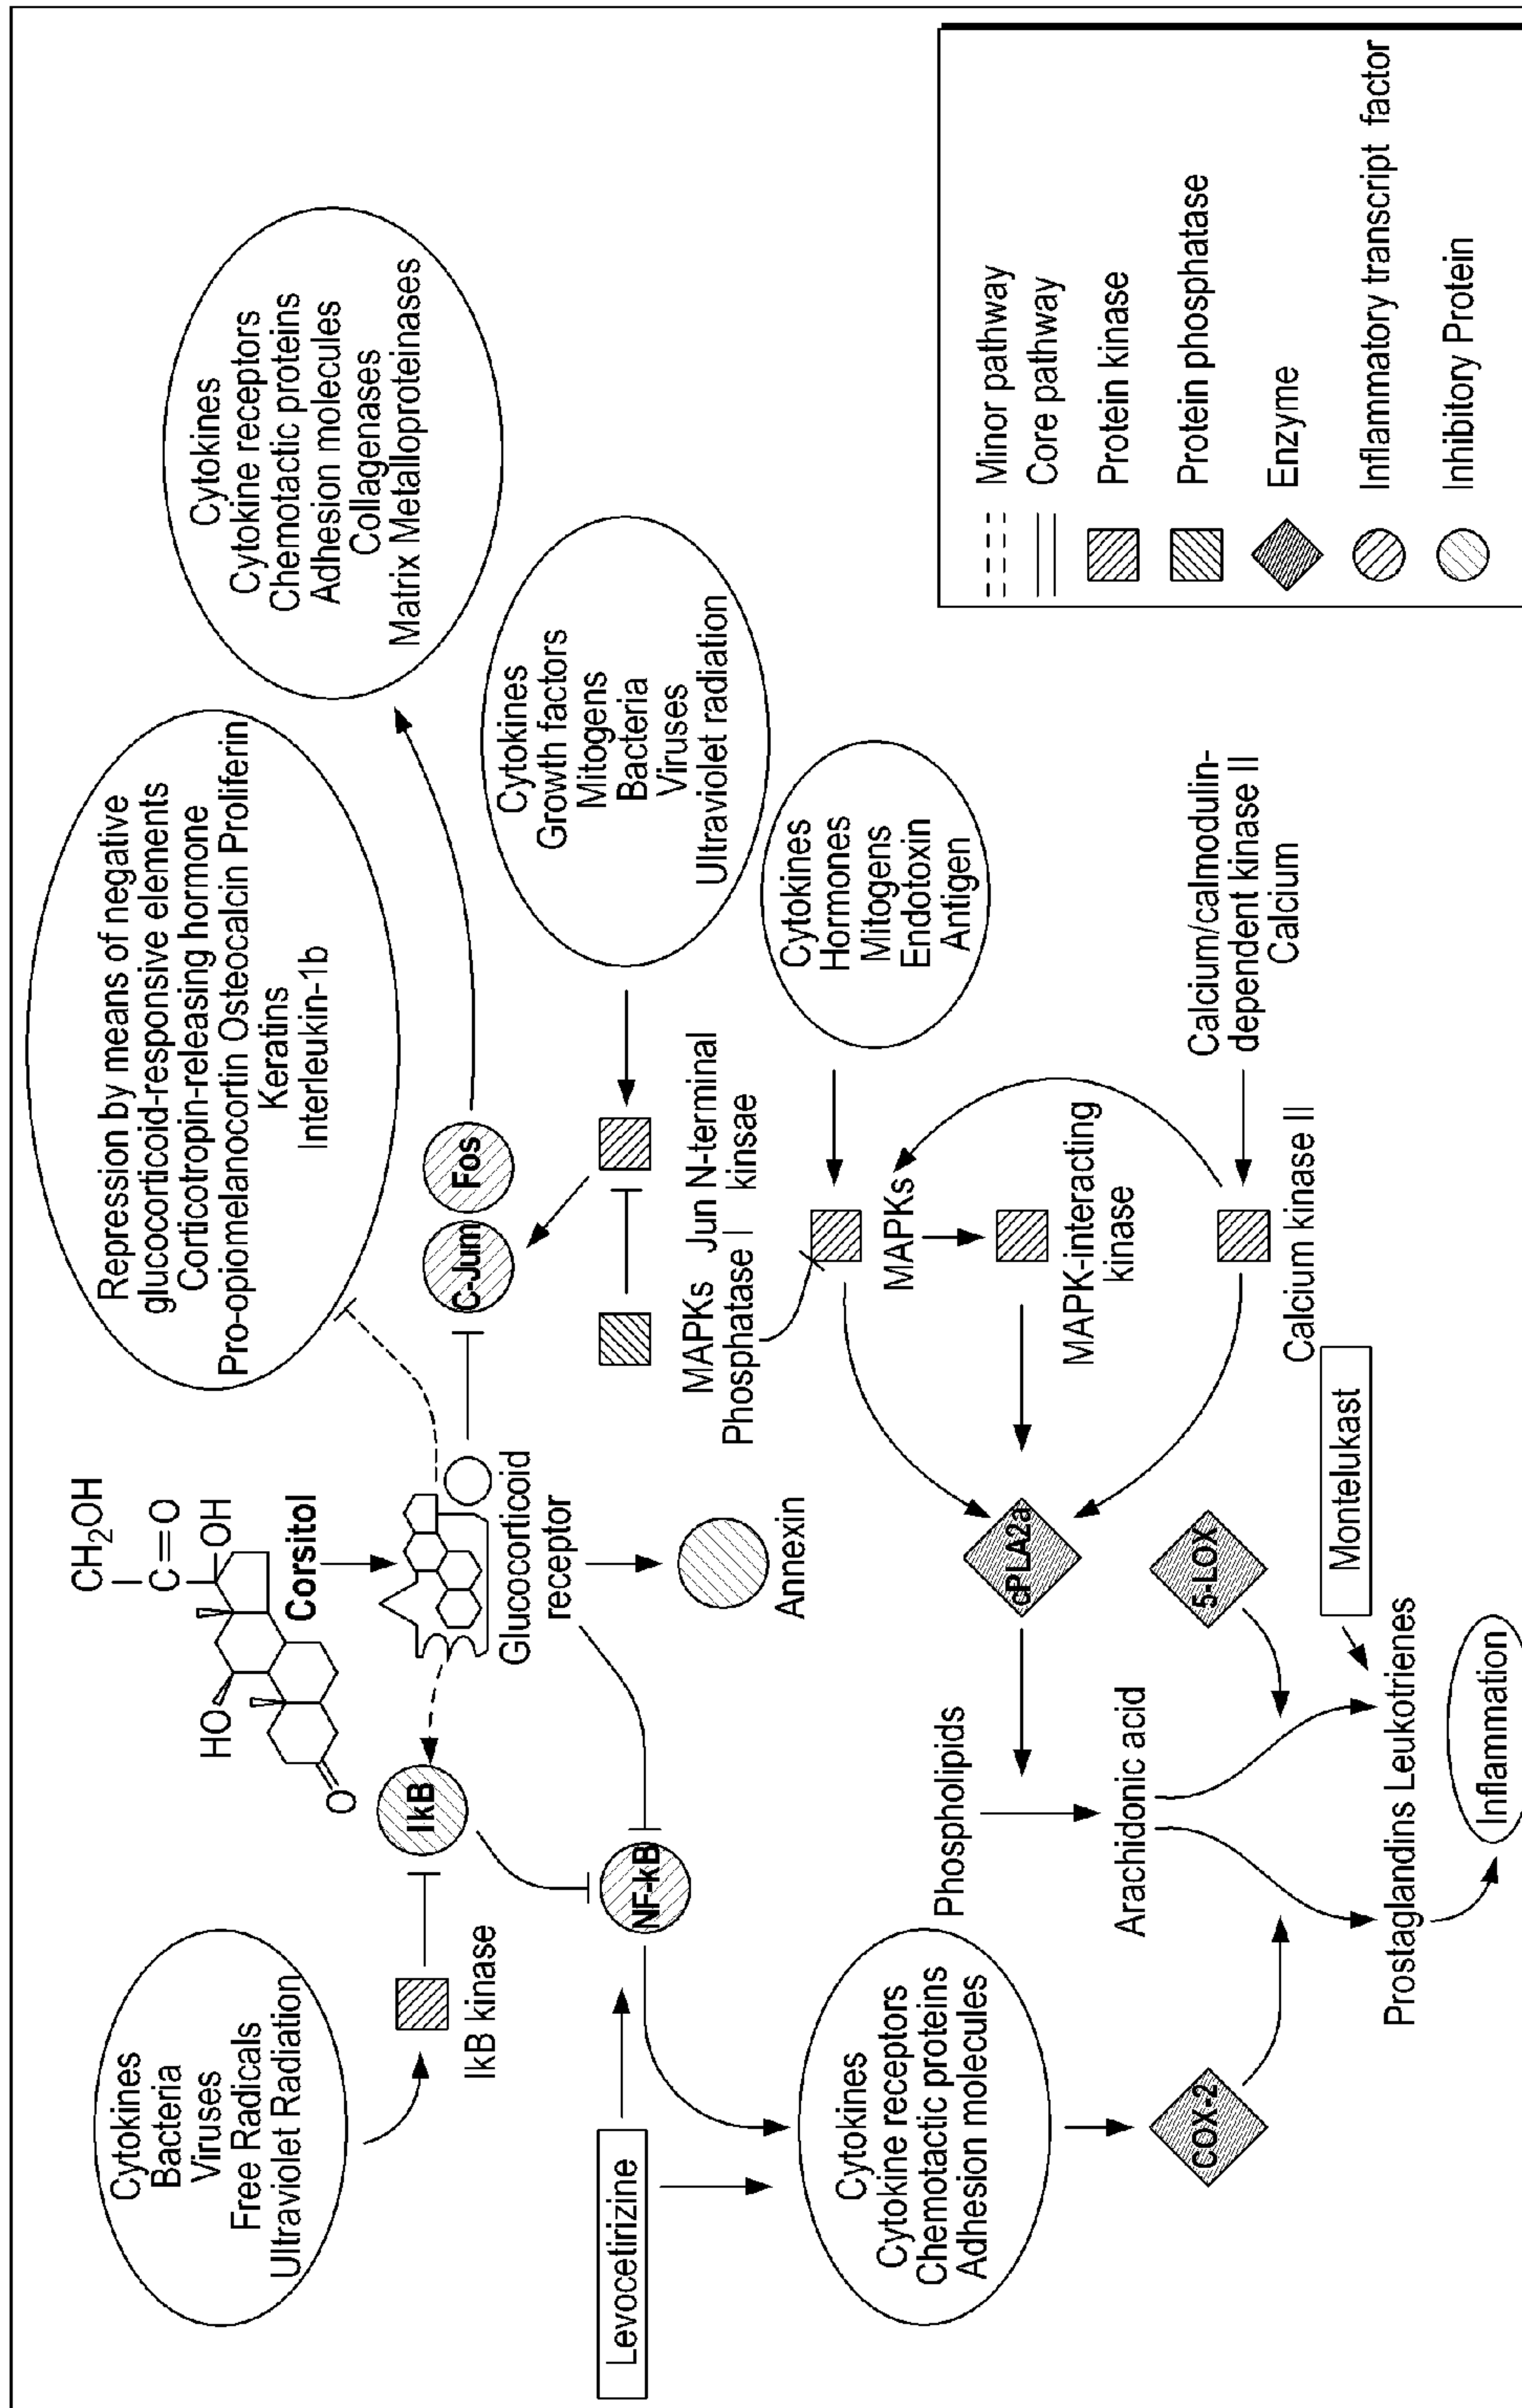 CH2OH
C=O
OH
HO
O
Corsitol
Cytokines
Bacteria
Viruses
Free Radicals
Ultraviolet Radiation
IkB kinase
IkB
Glucocorticoid
receptor
Repression by means of negative
glucocorticoid-responsive elements
Corticotropin-releasing hormone
Pro-opiomelanocortin Osteocalcin Proliferin
Keratins
Interleukin-1b
Cytokines
Cytokine receptors
Chemotactic proteins
Adhesion molecules
Collagenases
Matrix Metalloproteinases
C-Jum
Fos
Levocetirizine
NF-kB
Annexin
MAPKs Jun N-terminal
Phosphatase I kinsae
Cytokines
Growth factors
Mitogens
Bacteria
Viruses
Ultraviolet radiation
Cytokines
Hormones
Mitogens
Endotoxin
Antigen
MAPKs
MAPK-interacting
kinase
Calcium/calmodulin-
dependent kinase II
Calcium
Calcium kinase II
Cytokines
Cytokine receptors
Chemotactic proteins
Adhesion molecules
Phospholipids
cPLA2a
Arachidonic acid
COX-2
5-LOX
Montelukast
Prostaglandins Leukotrienes
Inflammation
Minor pathway
Core pathway
Protein kinase
Protein phosphatase
Enzyme
Inflammatory transcript factor
Inhibitory Protein